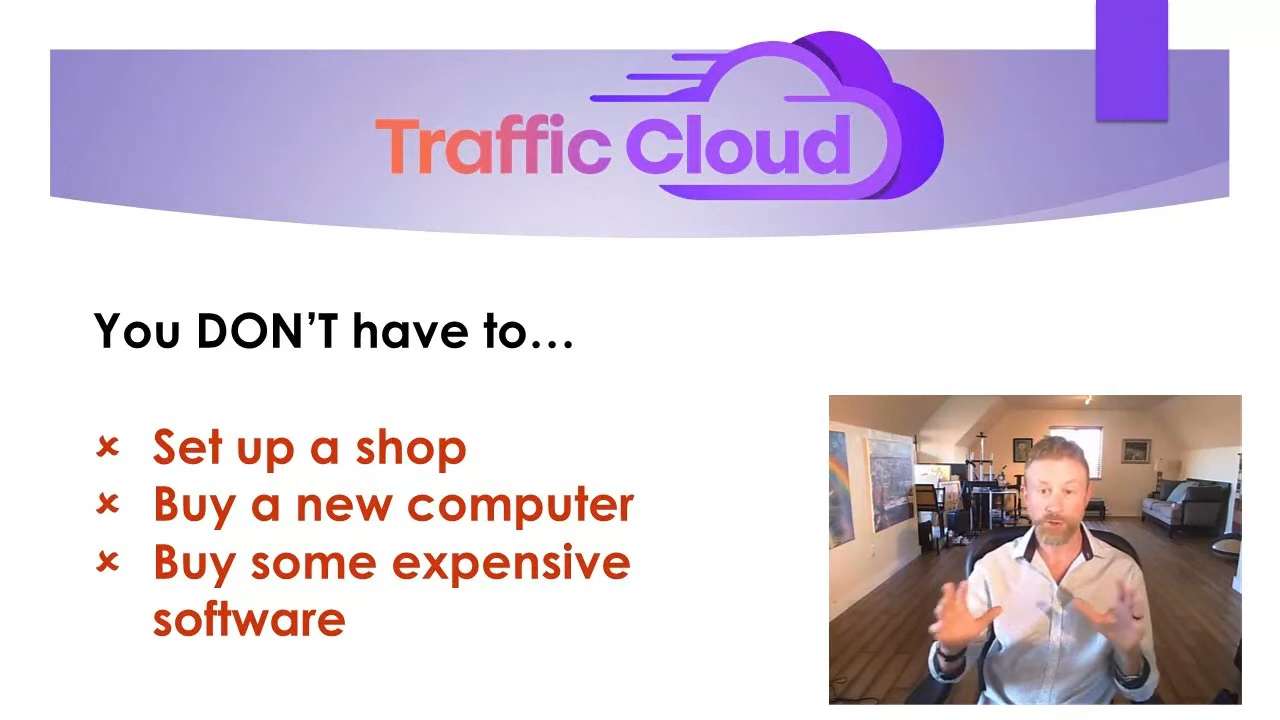 Traffic Cloud
You DON’T have to…
× Set up a shop
× Buy a new computer
× Buy some expensive
software